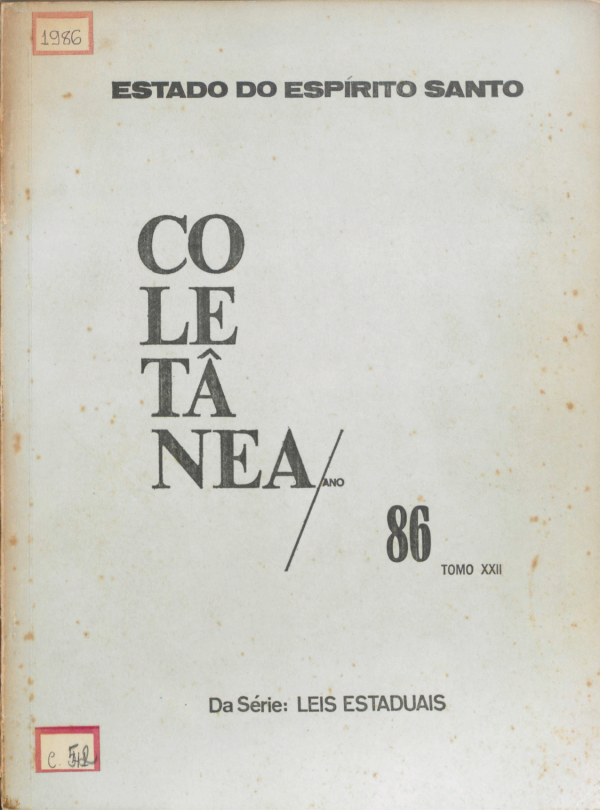 1986
ESTADO DO ESPÍRITO SANTO
CO
LE
TÂ
NEA/
ANO
86
TOMO XXII
Da Série: LEIS ESTADUAIS
C.